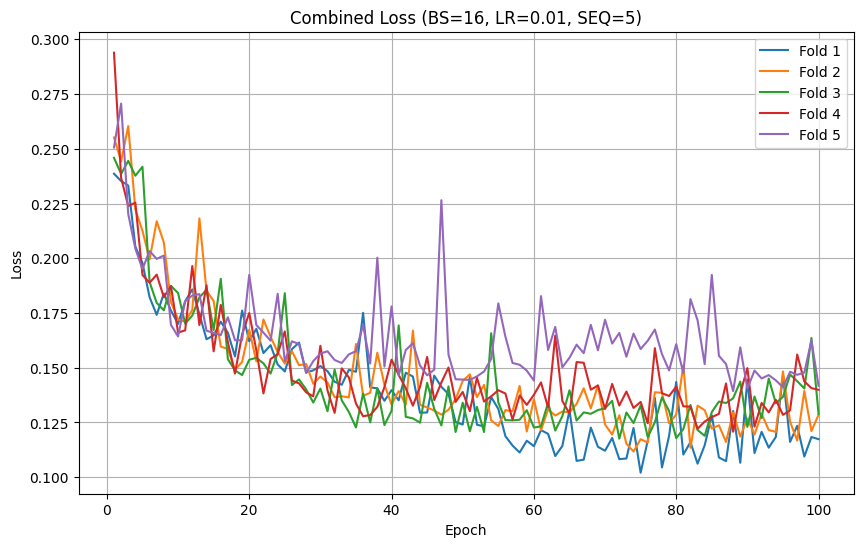 Combined Loss (BS=16, LR=0.01, SEQ=5)
Fold 1
Fold 2
Fold 3
Fold 4
Fold 5
Loss
0.300
0.275
0.250
0.225
0.200
0.175
0.150
0.125
0.100
0 20 40 60 80 100
Epoch